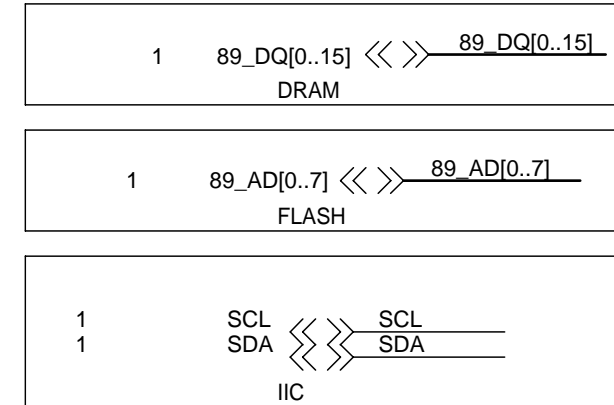 1 89_DQ[0..15] 89_DQ[0..15]
DRAM
1 89_AD[0..7] 89_AD[0..7]
FLASH
1 SCL SCL
1 SDA SDA
IIC